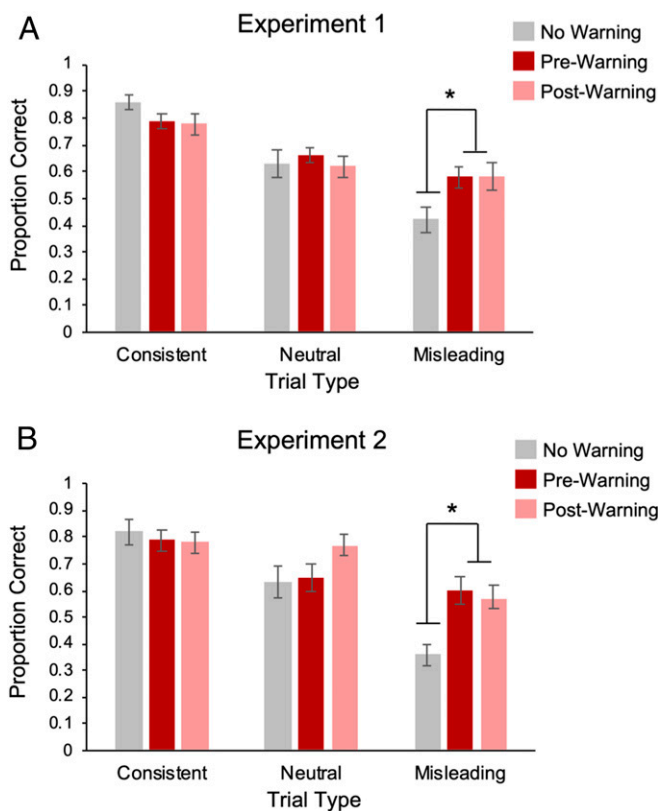 A
Experiment 1
No Warning
Pre-Warning
Post-Warning
*
Proportion Correct
1
0.9
0.8
0.7
0.6
0.5
0.4
0.3
0.2
0.1
0
Consistent Neutral Misleading
Trial Type
B
Experiment 2
No Warning
Pre-Warning
Post-Warning
*
Proportion Correct
1
0.9
0.8
0.7
0.6
0.5
0.4
0.3
0.2
0.1
0
Consistent Neutral Misleading
Trial Type